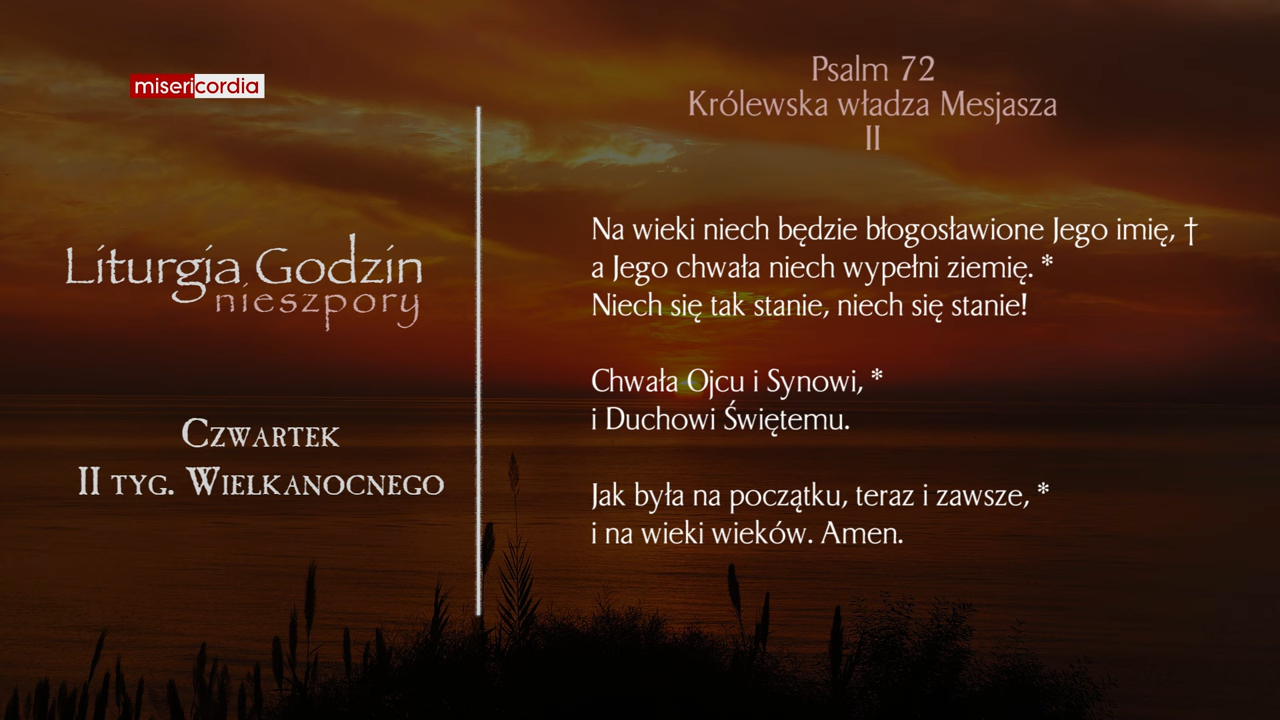 misericordia
Liturgia Godzin
nieszpory
Czwartek
II tyg. Wielkanocnego
Psalm 72
Królewska władza Mesjasza
II
Na wieki niech będzie błogosławione Jego imię, †
a Jego chwała niech wypełni ziemię. *
Niech się tak stanie, niech się stanie!
Chwała Ojcu i Synowi, *
i Duchowi Świętemu.
Jak była na początku, teraz i zawsze, *
i na wieki wieków. Amen.